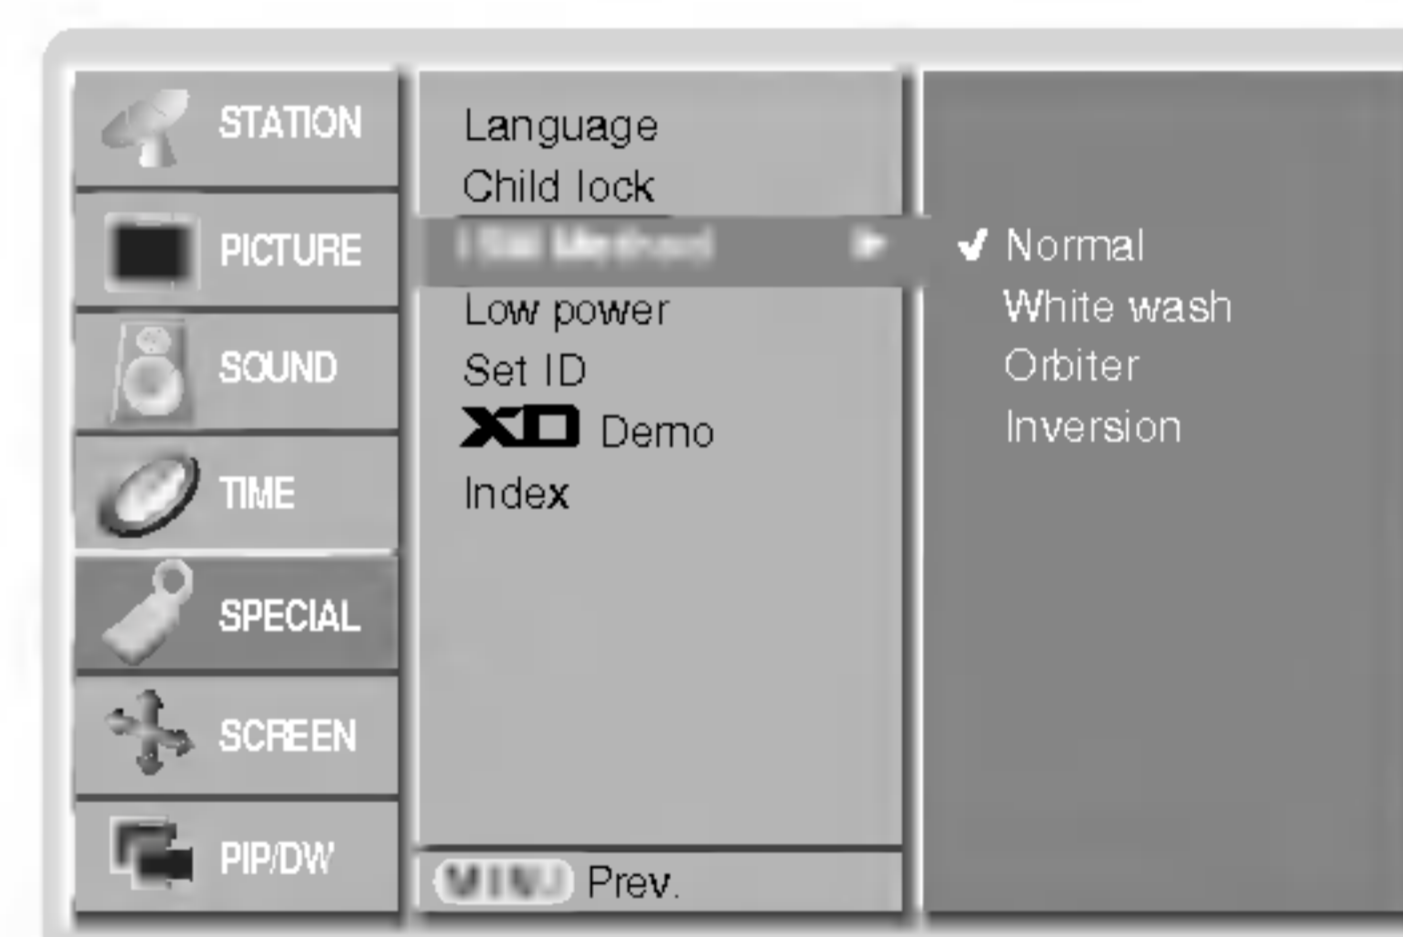 STATION
PICTURE
SOUND
TIME
SPECIAL
SCREEN
PIP/DW
Language
Child lock
Method
Low power
Set ID
XD Demo
Index
Prev.
Normal
White wash
Orbiter
Inversion